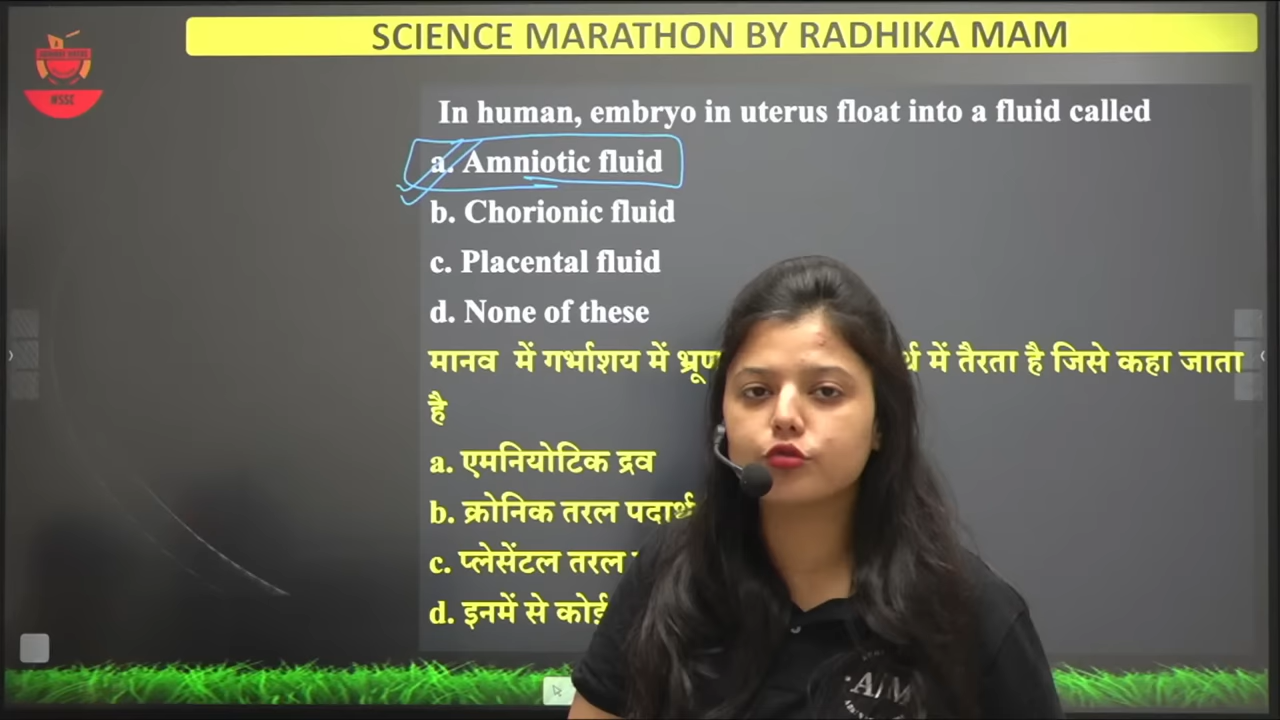 SCIENCE MARATHON BY RADHIKA MAM
#SSC
In human, embryo in uterus float into a fluid called
a. Amniotic fluid
b. Chorionic fluid
c. Placental fluid
d. None of these
मानव में गर्भाशय में भ्रूण में तैरता है जिसे कहा जाता
है
a. एमनियोटिक द्रव
b. क्रोनिक तरल पदार्थ
c. प्लेसेंटल तरल
d. इनमें से कोई